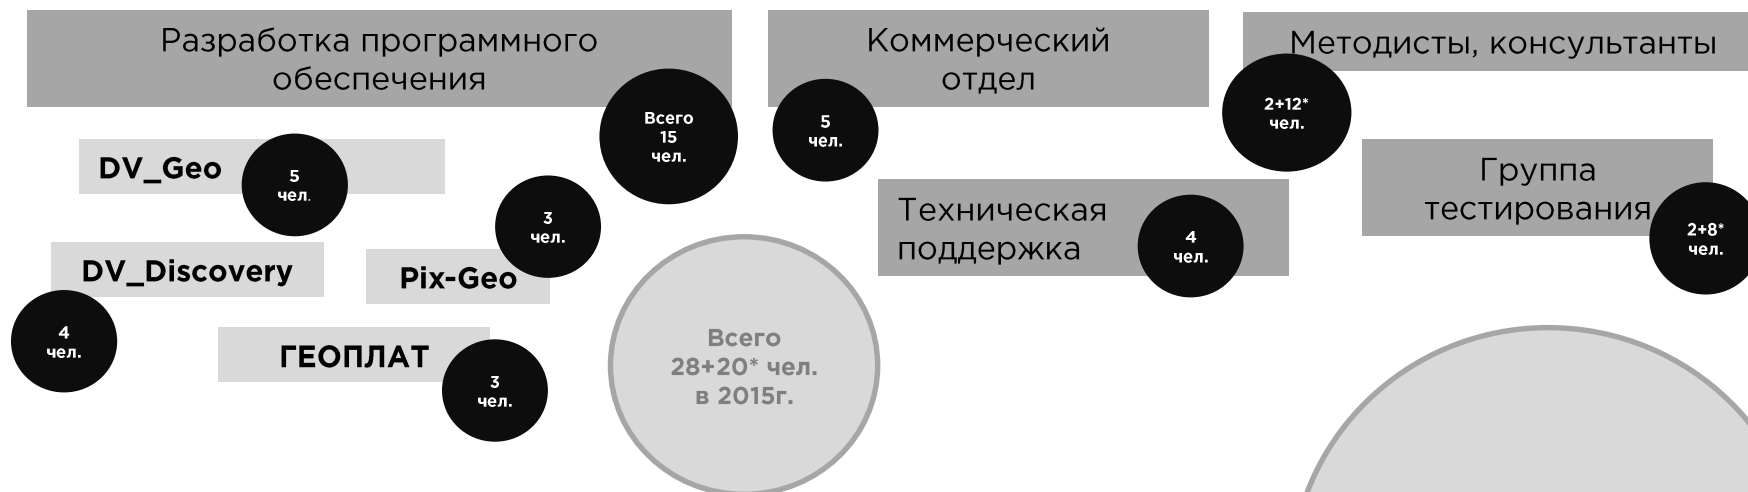 Разработка программного
обеспечения
Всего
15
чел.
DV_Geo
5
чел.
3
чел.
DV_Discovery
Pix-Geo
4
чел.
ГЕОПЛАТ
3
чел.
Всего
28+20* чел.
в 2015г.
Коммерческий
отдел
5
чел.
Техническая
поддержка
4
чел.
Методисты, консультанты
2+12*
чел.
Группа
тестирования
2+8*
чел.